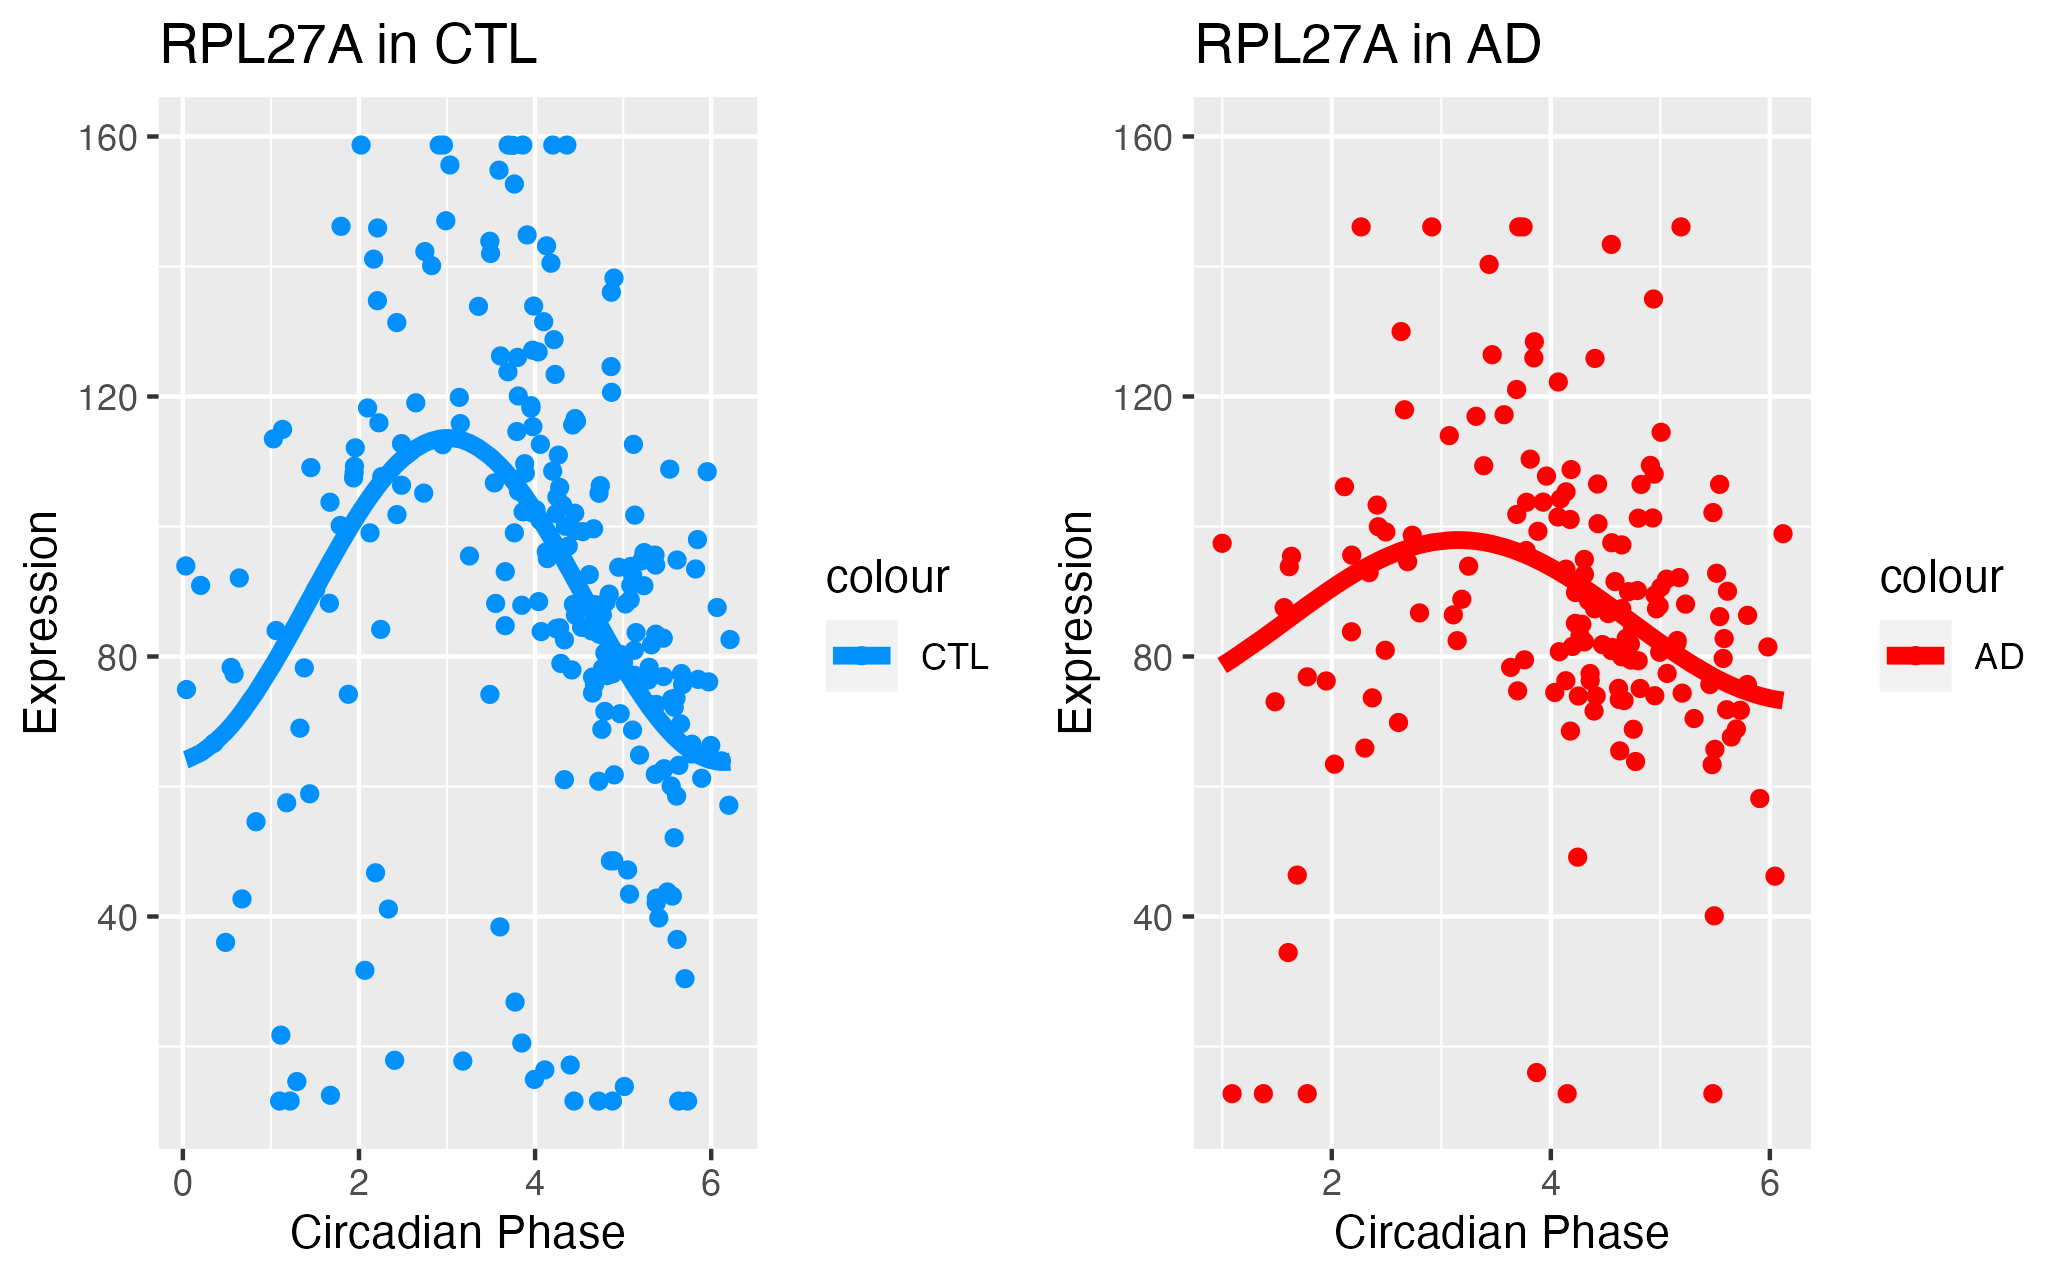 RPL27A in CTL
160
120
80
40
Expression
0 2 4 6
Circadian Phase
colour
CTL
RPL27A in AD
160
120
80
40
Expression
2 4 6
Circadian Phase
colour
AD